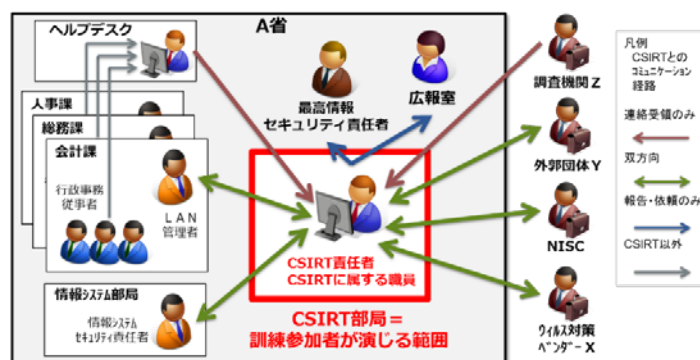 A省
ヘルプデスク
人事課
総務課
会計課
行政事務
従事者
LAN
管理者
情報ｼｽﾃﾑ部局
情報ｼｽﾃﾑ
ｾｷｭﾘﾃｨ責任者
最高情報
セキュリティ責任者
広報室
CSIRT責任者
CSIRTに属する職員
CSIRT部局＝
訓練参加者が演じる範囲
調査機関Z
外郭団体Y
NISC
ｳｨﾙｽ対策
ﾍﾞﾝﾀﾞｰX
凡例
CSIRTとの
ｺﾐｭﾆｹｰｼｮﾝ
経路
連絡受領のみ
双方向
報告・依頼のみ
CSIRT以外